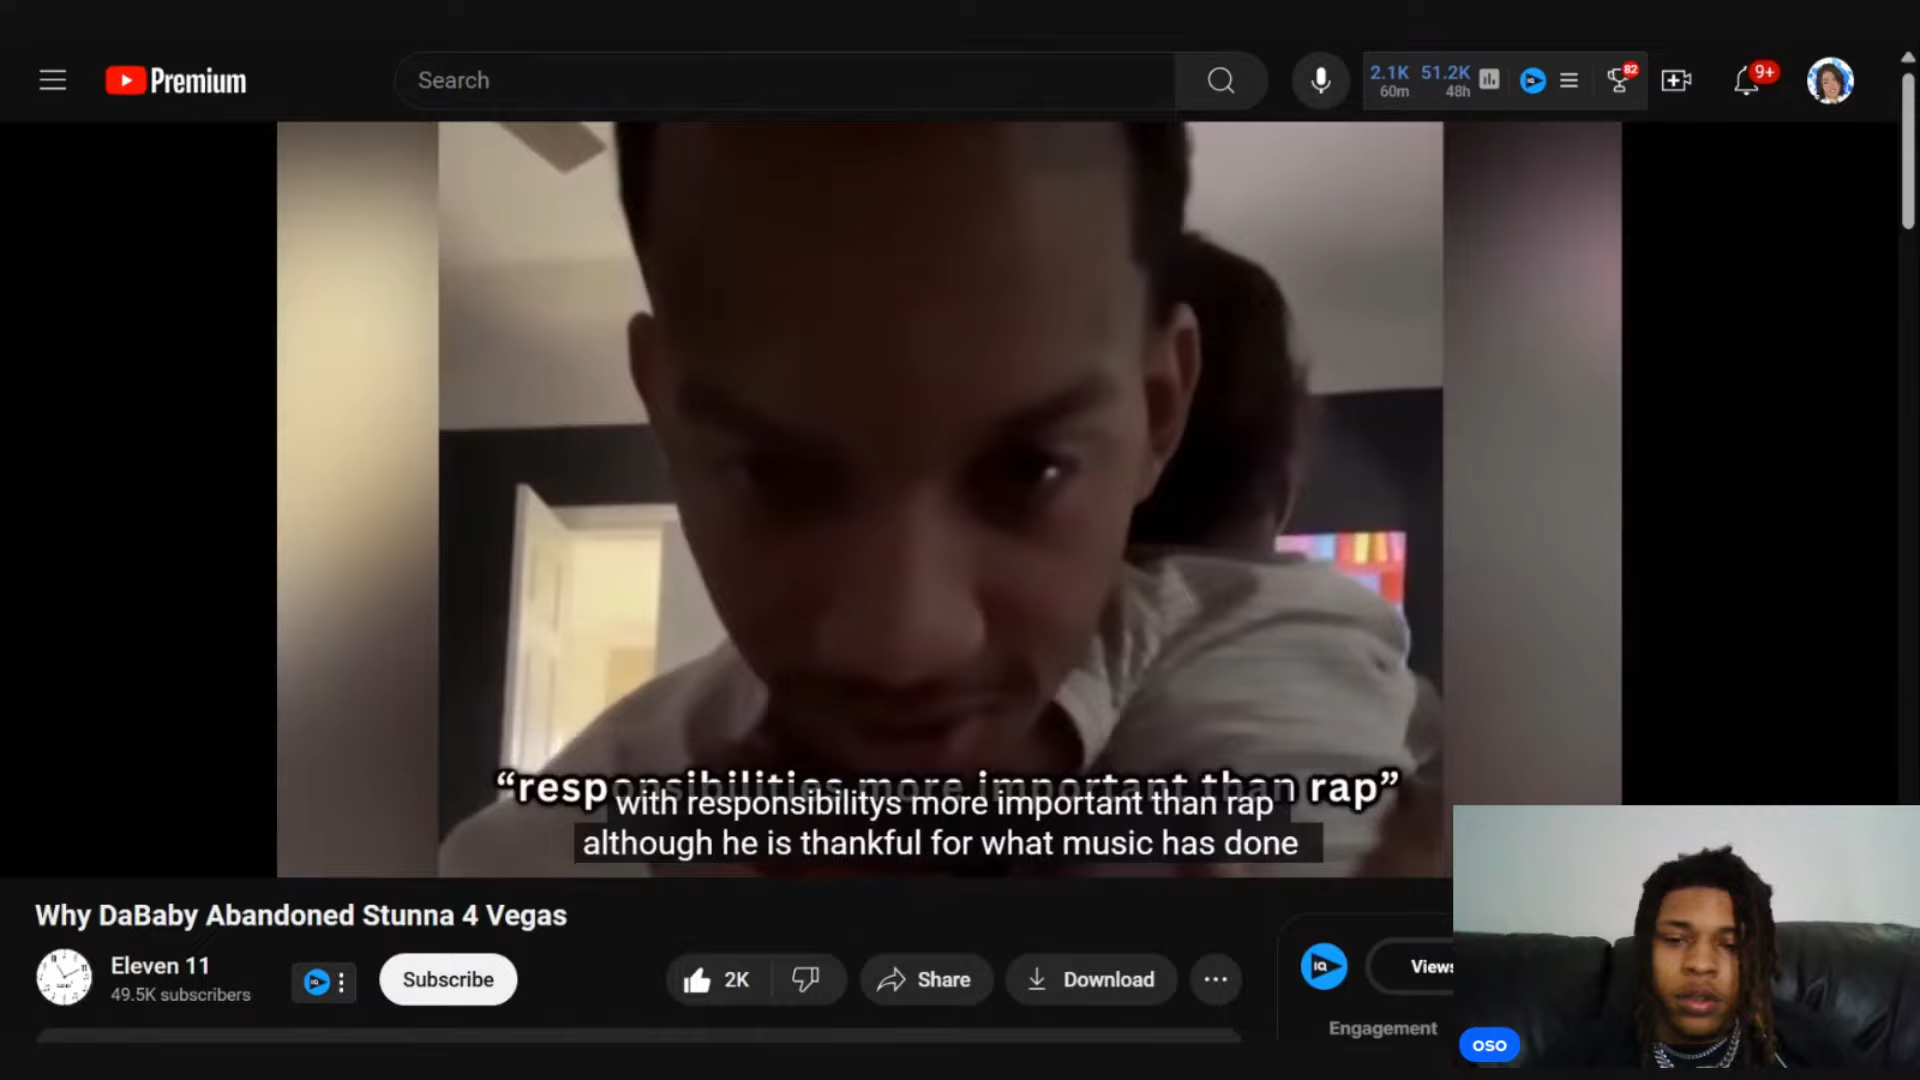 Premium
Search
2.1K 51.2K
60m 48h
82
9+
“responsibilities more important than rap”
with responsibilitys more important than rap
although he is thankful for what music has done
Why DaBaby Abandoned Stunna 4 Vegas
Eleven 11
49.5K subscribers
Subscribe
2K
Share
Download
IQ
Views
Engagement
oso